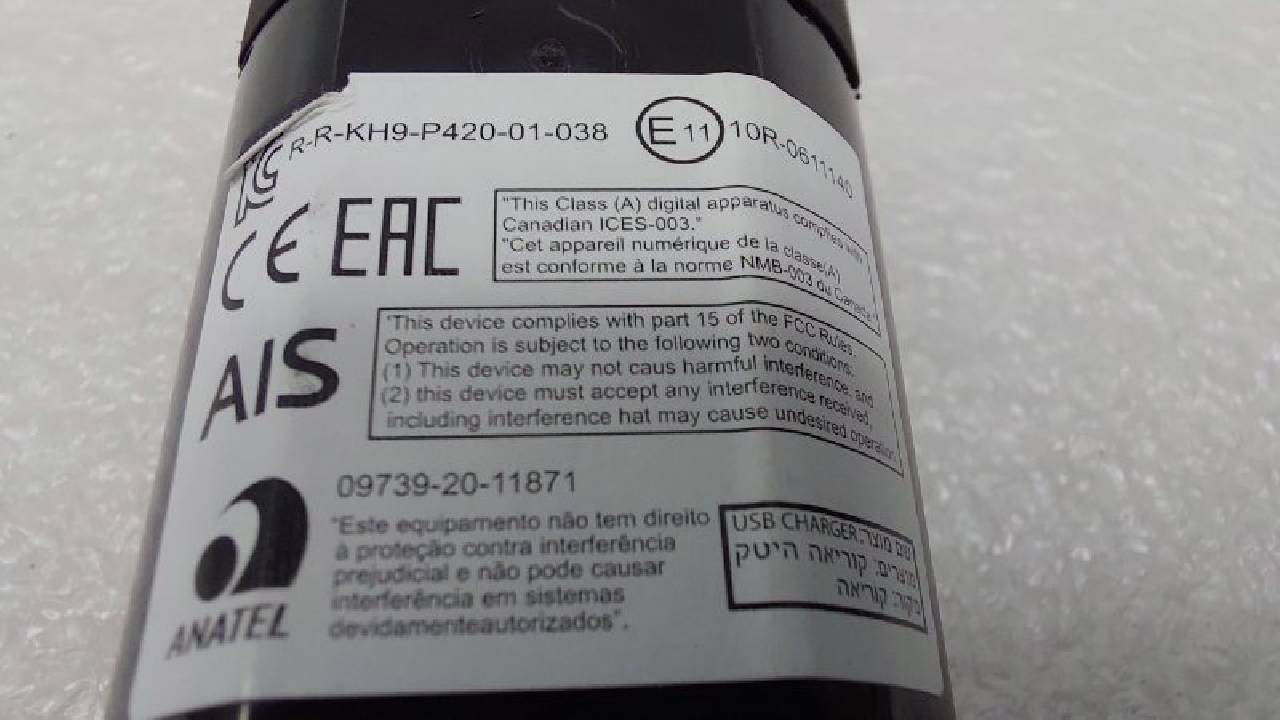 R-R-KH9-P420-01-038
E 11 10R-0611140
CE EAC
"This Class (A) digital apparatus complies with
Canadian ICES-003."
"Cet appareil numérique de la classe(A)
est conforme à la norme NMB-003 du Canada."
AIS
"This device complies with part 15 of the FCC Rules.
Operation is subject to the following two conditions:
(1) This device may not caus harmful interference, and
(2) this device must accept any interference received,
including interference hat may cause undesired operation
ANATEL
09739-20-11871
"Este equipamento não tem direito
à proteção contra interferência
prejudicial e não pode causar
interferência em sistemas
devidamenteautorizados".
שם מוצר: USB CHARGER
מוצרים: קוריאה היטק
מקור: קוריאה